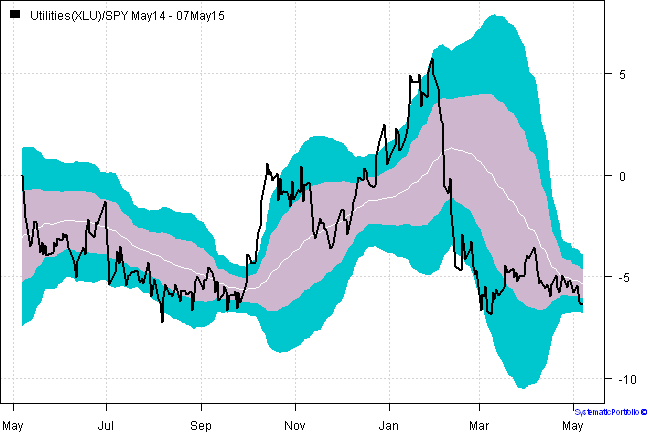 Utilities(XLU)/SPY May14 - 07May15
5
0
-5
-10
May Jul Sep Nov Jan Mar May
SystematicPortfolio ©